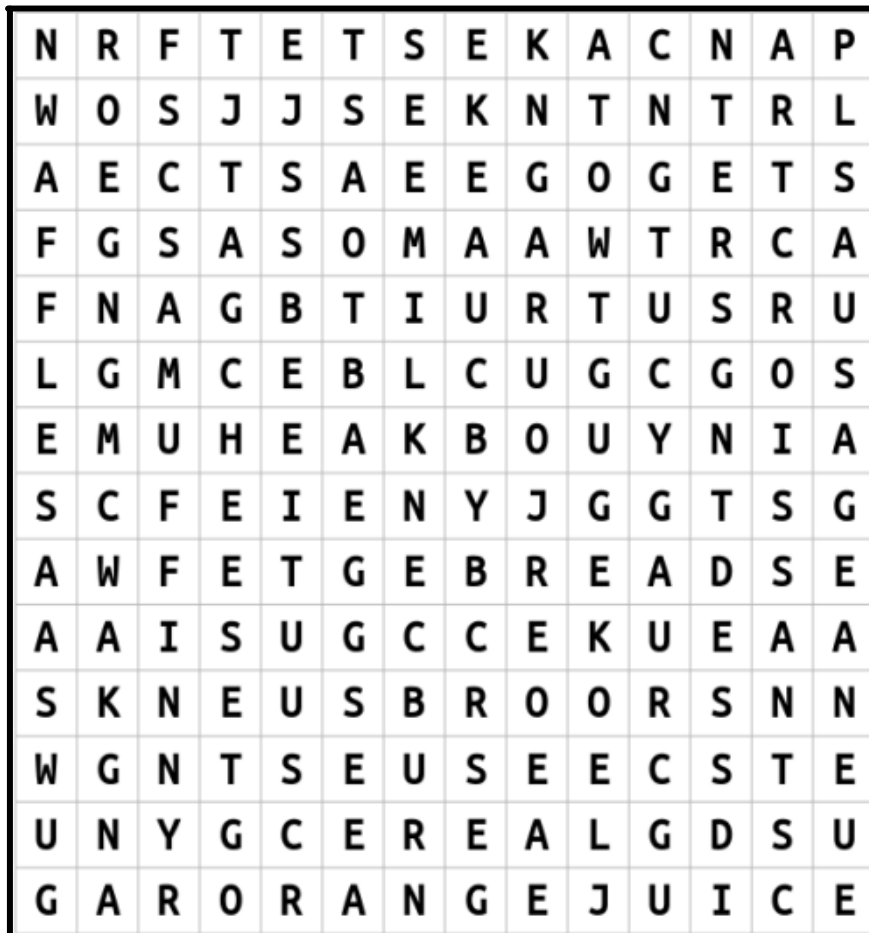 N R F T E T S E K A C N A P
W O S J J S E K N T N T R L
A E C T S A E E G O G E T S
F G S A S O M A A W T R C A
F N A G B T I U R T U S R U
L G M C E B L C U G C G O S
E M U H E A K B O U Y N I A
S C F E I E N Y J G G T S G
A W F E T G E B R E A D S E
A A I S U G C C E K U E A A
S K N E U S B R O O R S N N
W G N T S E U S E E C S T E
U N Y G C E R E A L G D S U
G A R O R A N G E J U I C E